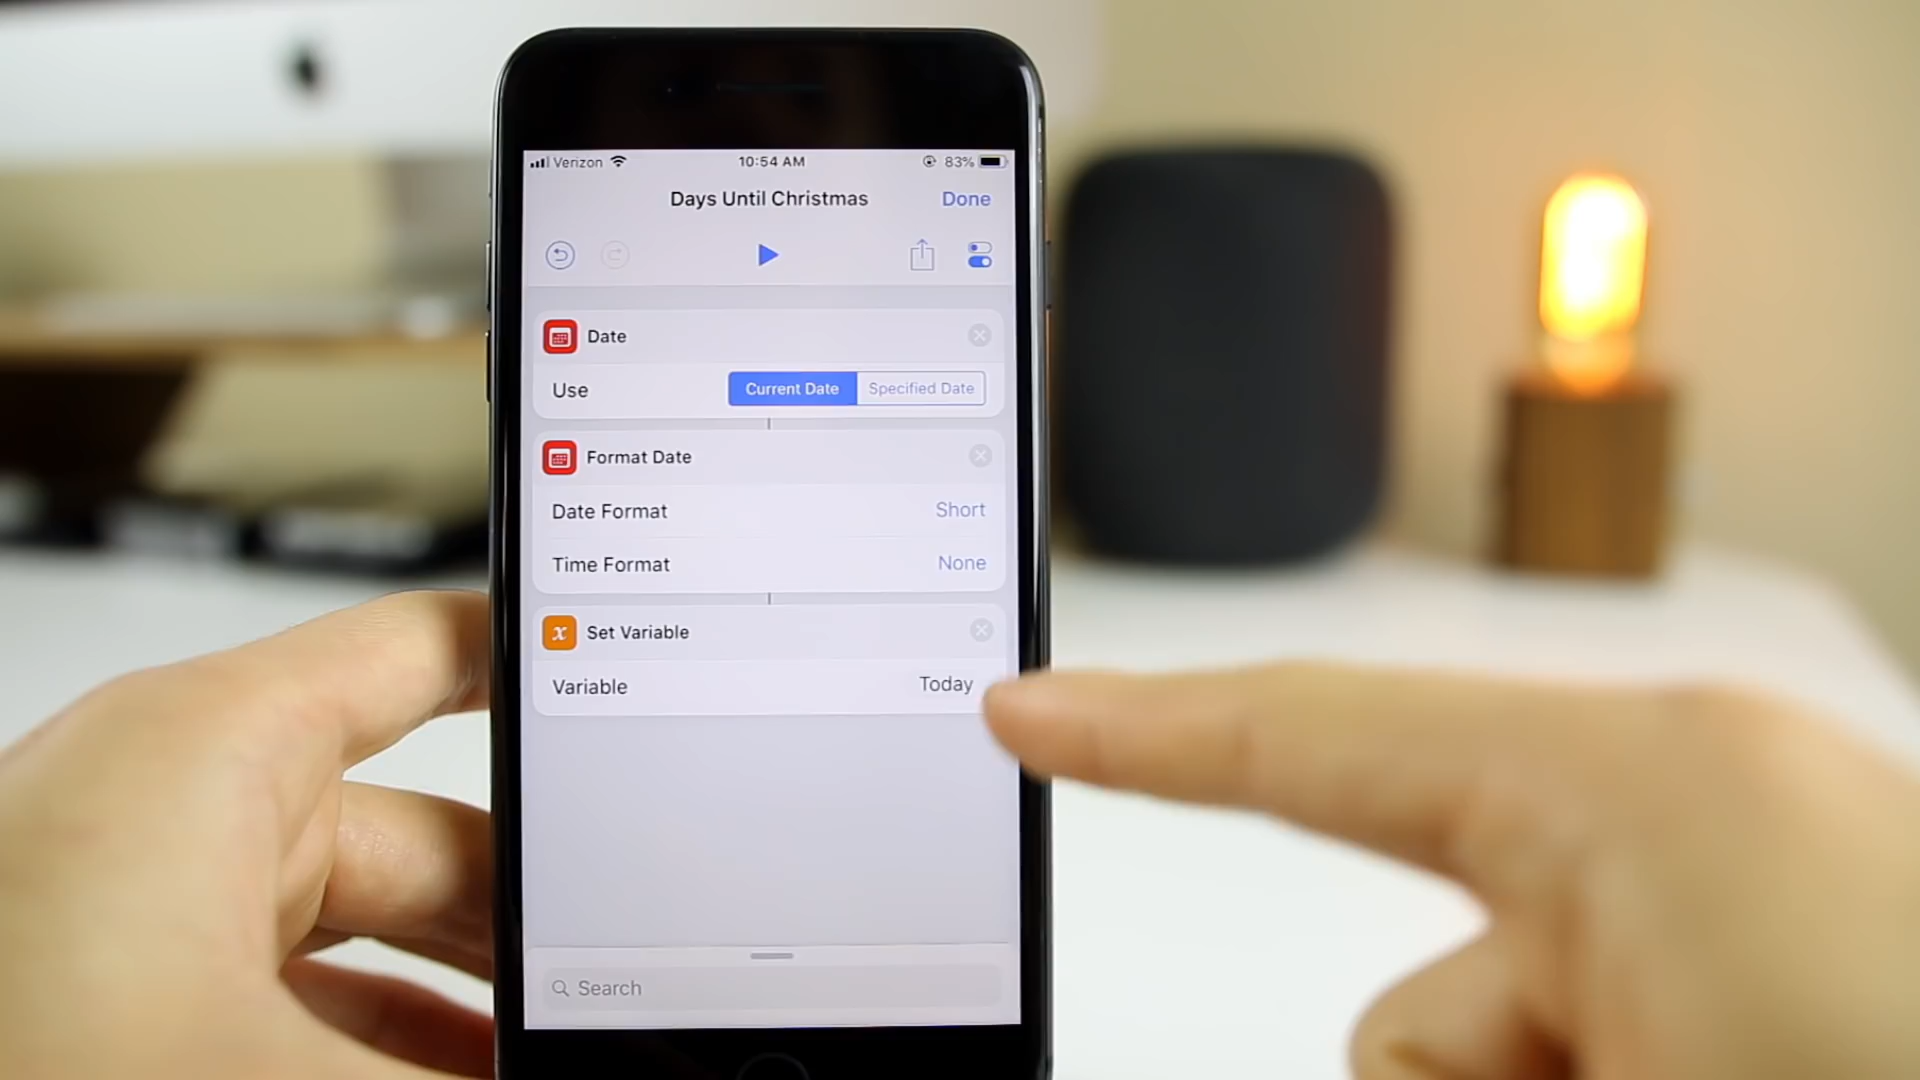 Verizon 10:54 AM 83%
Days Until Christmas Done
Date
Use Current Date Specified Date
Format Date
Date Format Short
Time Format None
x Set Variable
Variable Today
Search